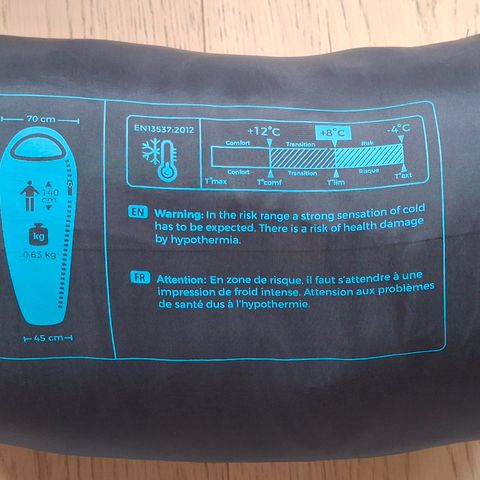 70 cm
140
cm
kg
0.63 kg
45 cm
EN13537:2012
+12°C +8°C -4°C
Comfort Transition Risk
Confort Transition Risque
T°max T°comf T°lim T°ext
EN Warning: In the risk range a strong sensation of cold
has to be expected. There is a risk of health damage
by hypothermia.
FR Attention: En zone de risque, il faut s'attendre à une
impression de froid intense. Attention aux problèmes
de santé dus à l'hypothermie.